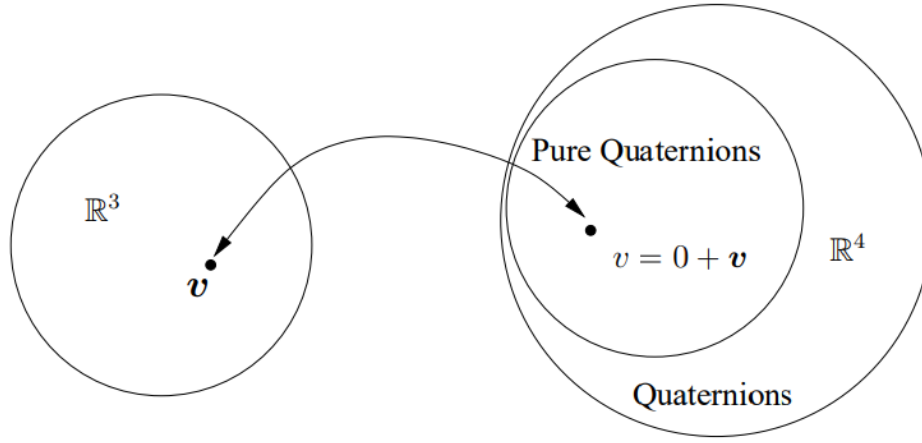 Pure Quaternions
ℝ³
ℝ⁴
v = 0 + 𝒗
𝒗
Quaternions